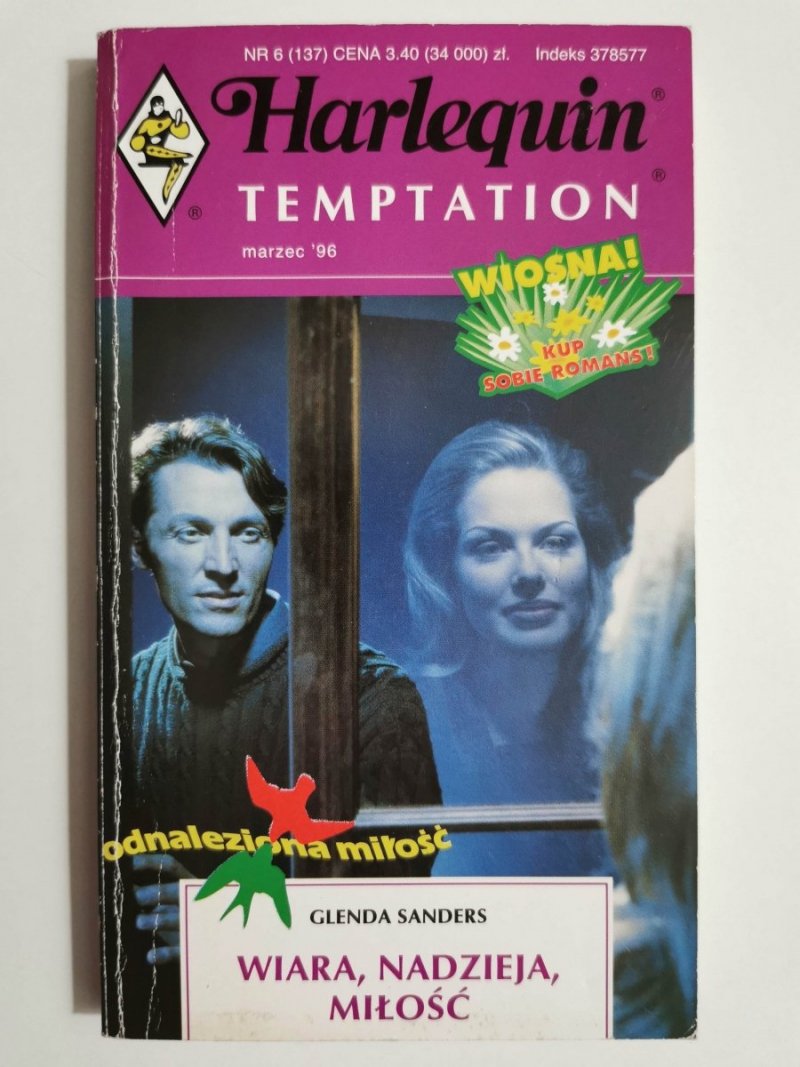 NR 6 (137) CENA 3.40 (34 000) zł. Indeks 378577
Harlequin®
TEMPTATION®
®
marzec '96
WIOSNA!
KUP
SOBIE ROMANS!
odnaleziona miłość
GLENDA SANDERS
WIARA, NADZIEJA,
MIŁOŚĆ